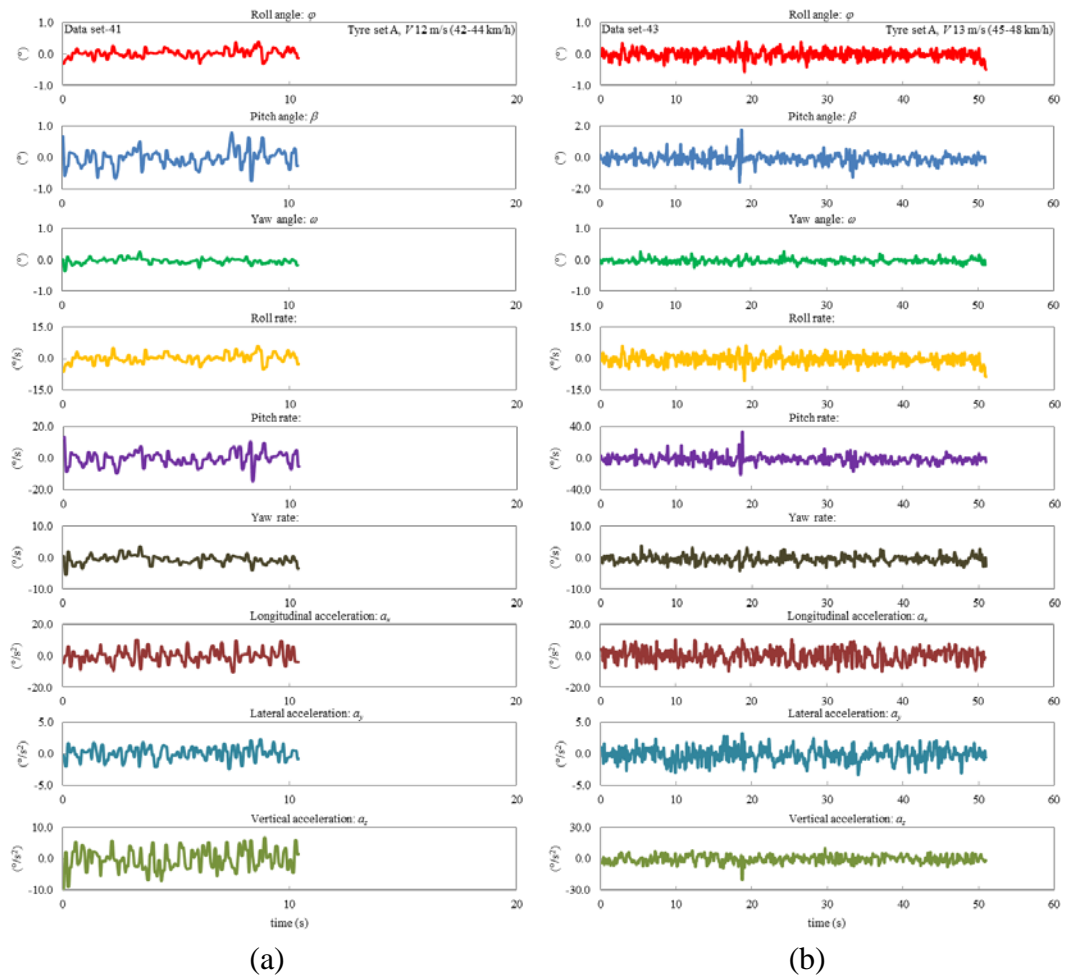 Roll angle: φ
Data set-41 Tyre set A, V 12 m/s (42-44 km/h)
1.0
0.0
-1.0
(°)
0 10 20
Pitch angle: β
1.0
0.0
-1.0
(°)
0 10 20
Yaw angle: ω
1.0
0.0
-1.0
(°)
0 10 20
Roll rate:
15.0
0.0
-15.0
(°/s)
0 10 20
Pitch rate:
20.0
0.0
-20.0
(°/s)
0 10 20
Yaw rate:
10.0
0.0
-10.0
(°/s)
0 10 20
Longitudinal acceleration: aₓ
20.0
0.0
-20.0
(°/s²)
0 10 20
Lateral acceleration: a_y
5.0
0.0
-5.0
(°/s²)
0 10 20
Vertical acceleration: a_z
10.0
0.0
-10.0
(°/s²)
0 10 20
time (s)
(a)
Roll angle: φ
Data set-43 Tyre set A, V 13 m/s (45-48 km/h)
1.0
0.0
-1.0
(°)
0 10 20 30 40 50 60
Pitch angle: β
2.0
0.0
-2.0
(°)
0 10 20 30 40 50 60
Yaw angle: ω
1.0
0.0
-1.0
(°)
0 10 20 30 40 50 60
Roll rate:
15.0
0.0
-15.0
(°/s)
0 10 20 30 40 50 60
Pitch rate:
40.0
0.0
-40.0
(°/s)
0 10 20 30 40 50 60
Yaw rate:
10.0
0.0
-10.0
(°/s)
0 10 20 30 40 50 60
Longitudinal acceleration: aₓ
20.0
0.0
-20.0
(°/s²)
0 10 20 30 40 50 60
Lateral acceleration: a_y
5.0
0.0
-5.0
(°/s²)
0 10 20 30 40 50 60
Vertical acceleration: a_z
30.0
0.0
-30.0
(°/s²)
0 10 20 30 40 50 60
time (s)
(b)